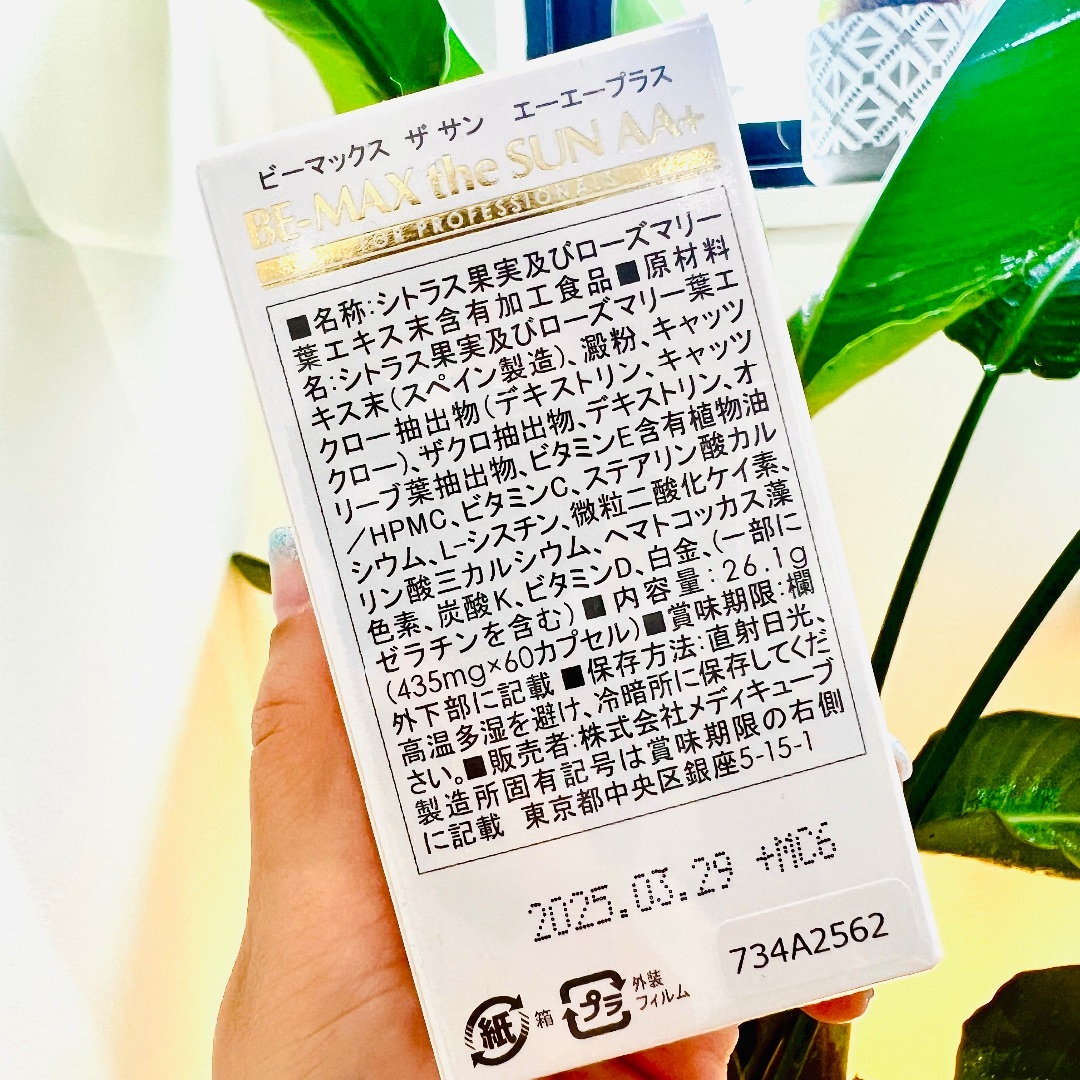 ビーマックス ザ サン エーエープラス
BE-MAX the SUN AA+
FOR PROFESSIONALS
■名称:シトラス果実及びローズマリー
葉エキス末含有加工食品■原材料
名:シトラス果実及びローズマリー葉エ
キス末(スペイン製造)、澱粉、キャッツ
クロー抽出物(デキストリン、キャッツ
クロー)、ザクロ抽出物、デキストリン、オ
リーブ葉抽出物、ビタミンE含有植物油
/HPMC、ビタミンC、ステアリン酸カル
シウム、L-シスチン、微粒二酸化ケイ素、
リン酸三カルシウム、ヘマトコッカス藻
色素、炭酸K、ビタミンD、白金、(一部に
ゼラチンを含む)■内容量:26.1g
(435mg×60カプセル)■賞味期限:欄
外下部に記載 ■保存方法:直射日光、
高温多湿を避け、冷暗所に保存してくだ
さい。■販売者:株式会社メディキューブ
製造所固有記号は賞味期限の右側
に記載 東京都中央区銀座5-15-1
2025.03.29 +MC6
734A2562
紙 箱 プラ 外装
フィルム